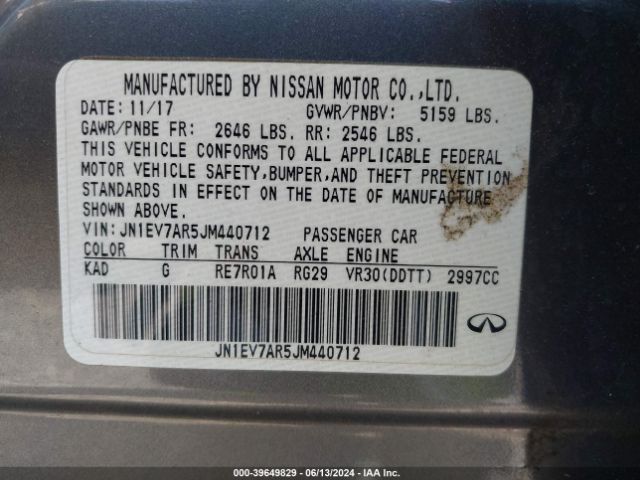 MANUFACTURED BY NISSAN MOTOR CO.,LTD.
DATE: 11/17 GVWR/PNBV: 5159 LBS.
GAWR/PNBE FR: 2646 LBS. RR: 2546 LBS.
THIS VEHICLE CONFORMS TO ALL APPLICABLE FEDERAL
MOTOR VEHICLE SAFETY,BUMPER,AND THEFT PREVENTION
STANDARDS IN EFFECT ON THE DATE OF MANUFACTURE
SHOWN ABOVE.
VIN:JN1EV7AR5JM440712 PASSENGER CAR
COLOR TRIM TRANS AXLE ENGINE
KAD G RE7R01A RG29 VR30(DDTT) 2997CC
JN1EV7AR5JM440712
000-39649829 - 06/13/2024 - IAA Inc.